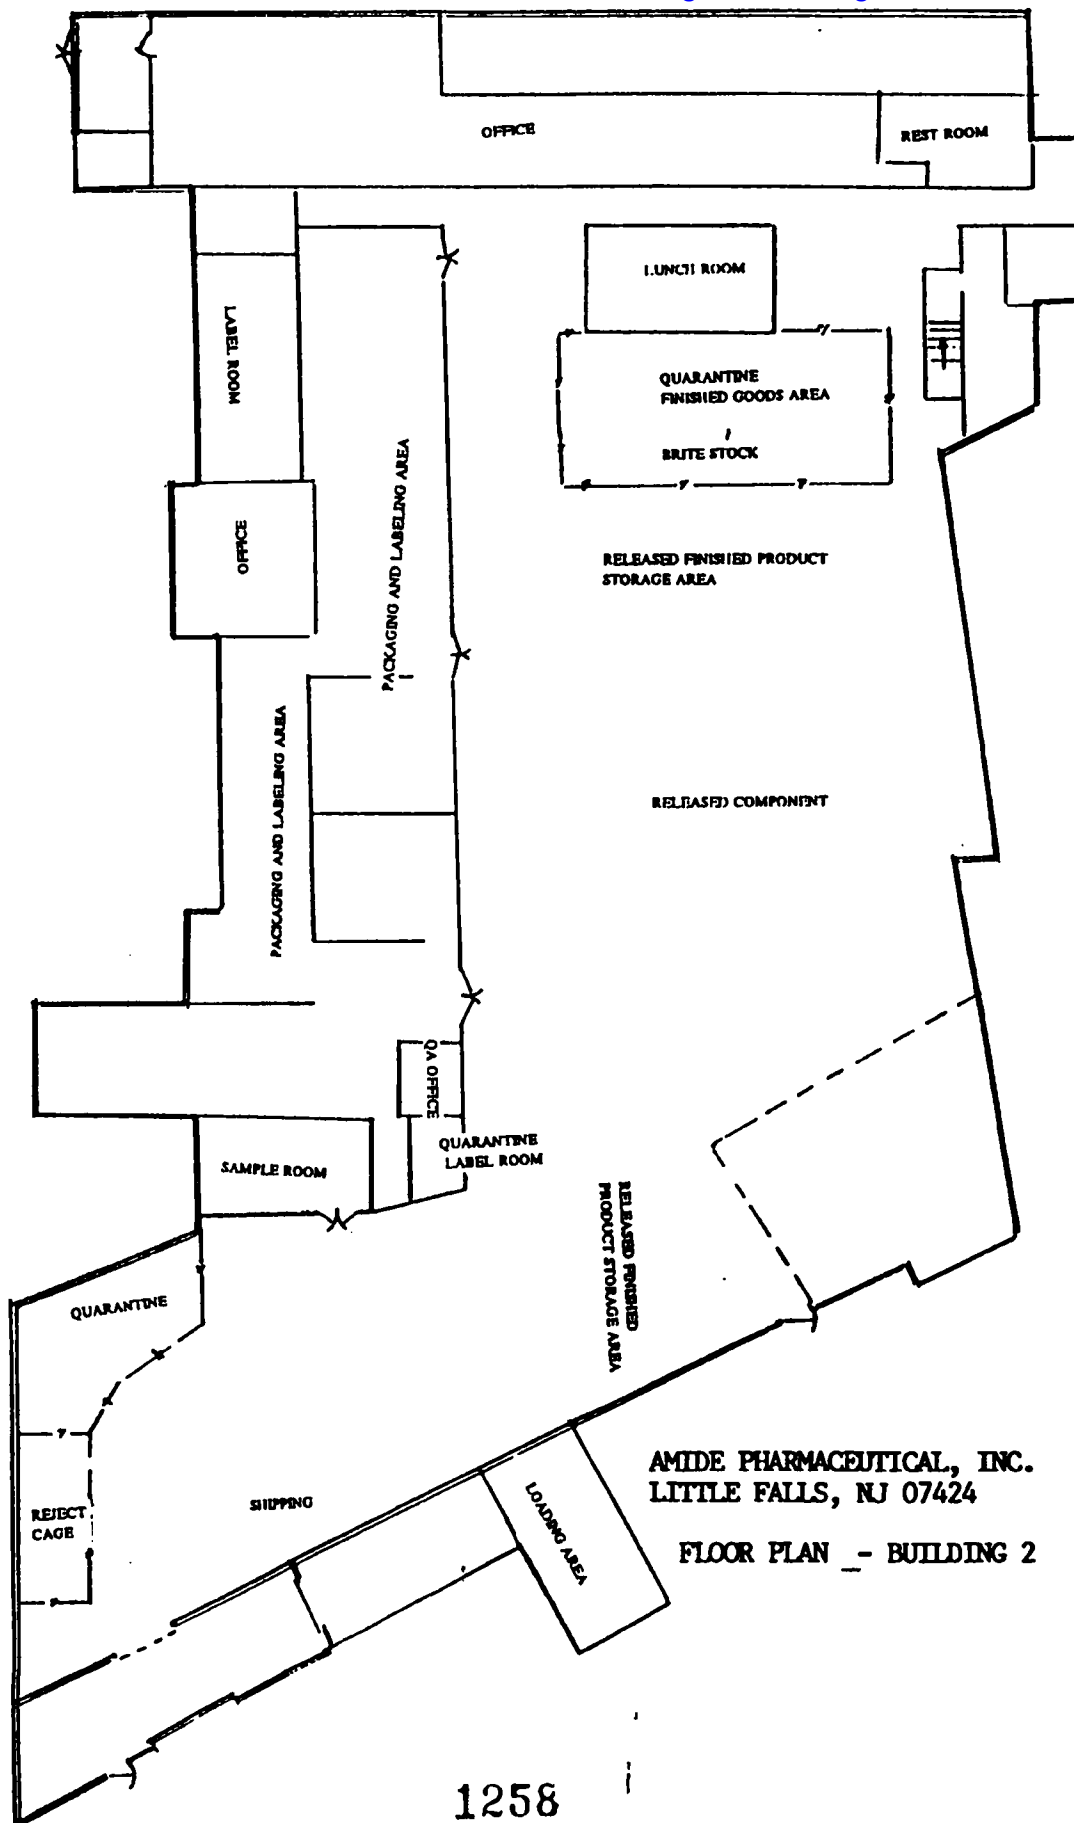 OFFICE
REST ROOM
LUNCH ROOM
LABEL ROOM
QUARANTINE
FINISHED GOODS AREA
BRITE STOCK
PACKAGING AND LABELING AREA
OFFICE
RELEASED FINISHED PRODUCT
STORAGE AREA
PACKAGING AND LABELING AREA
RELEASED COMPONENT
QA OFFICE
QUARANTINE
LABEL ROOM
SAMPLE ROOM
RELEASED FINISHED
PRODUCT STORAGE AREA
QUARANTINE
AMIDE PHARMACEUTICAL, INC.
LITTLE FALLS, NJ 07424
SHIPPING
LOADING AREA
REJECT
CAGE
FLOOR PLAN _- BUILDING 2
1258